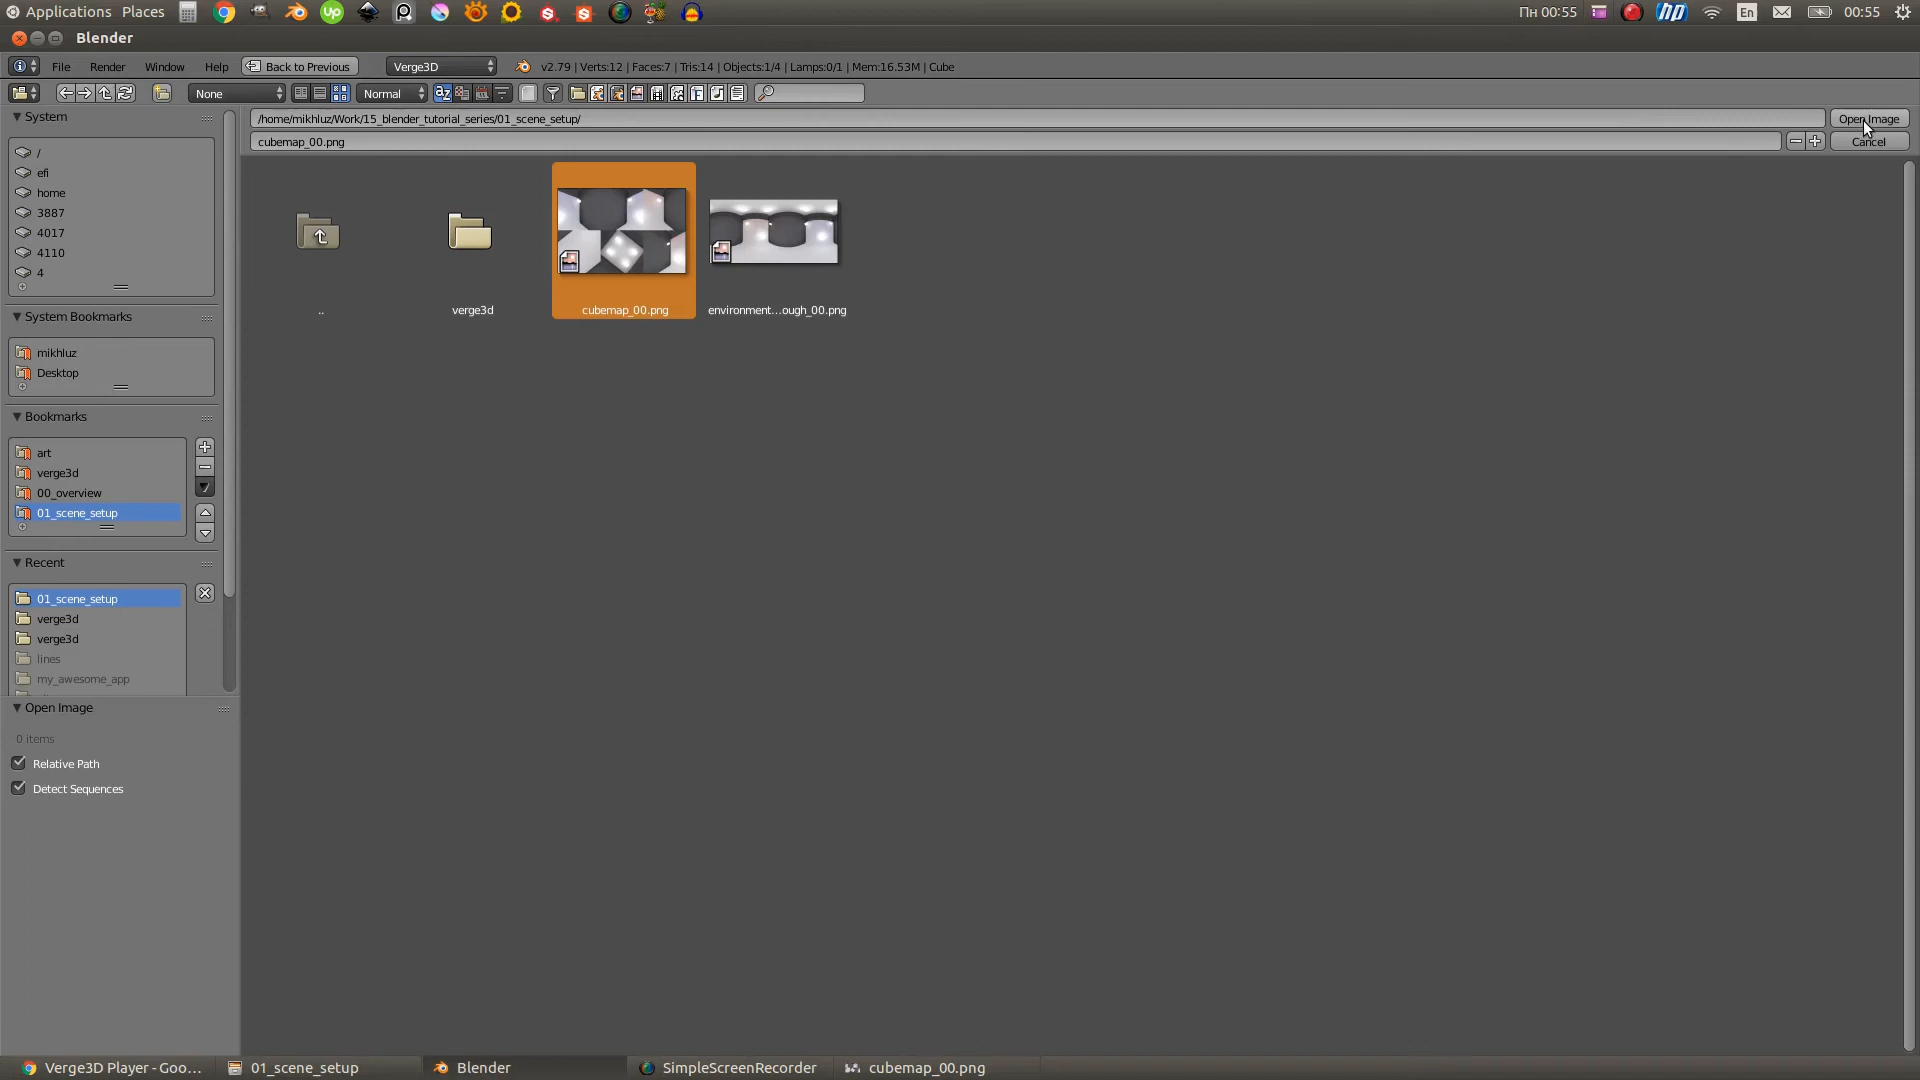 Applications Places Пн 00:55 En 00:55
Blender
File Render Window Help Back to Previous Verge3D v2.79 | Verts:12 | Faces:7 | Tris:14 | Objects:1/4 | Lamps:0/1 | Mem:16.53M | Cube
None Normal
System
/home/mikhluz/Work/15_blender_tutorial_series/01_scene_setup/
Open Image
cubemap_00.png
Cancel
/
efi
home
3887
4017
4110
4
..
verge3d
cubemap_00.png
environment...ough_00.png
System Bookmarks
mikhluz
Desktop
Bookmarks
art
verge3d
00_overview
01_scene_setup
Recent
01_scene_setup
verge3d
verge3d
lines
my_awesome_app
Open Image
0 items
Relative Path
Detect Sequences
Verge3D Player - Goo... 01_scene_setup Blender SimpleScreenRecorder cubemap_00.png